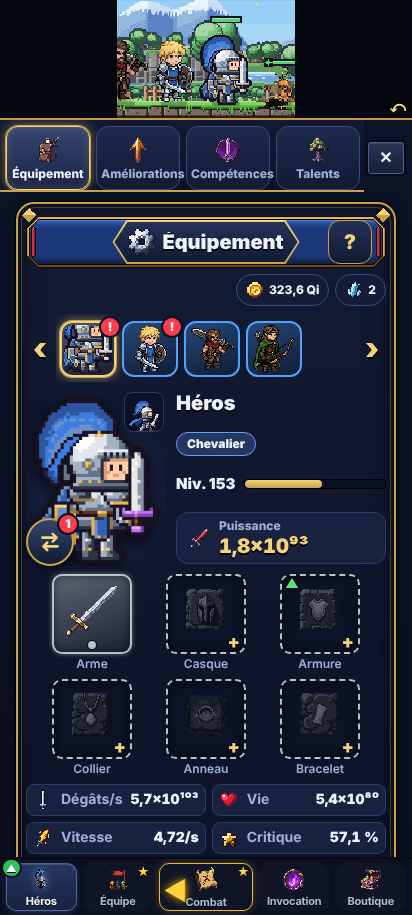 Équipement
Améliorations
Compétences
Talents
×
Équipement
?
323,6 Qi
2
!
!
Héros
Chevalier
Niv. 153
1
Puissance
1,8×10⁹³
Arme
Casque
+
Armure
+
Collier
+
Anneau
+
Bracelet
+
Dégâts/s 5,7×10¹⁰³
Vie 5,4×10⁸⁰
Vitesse 4,72/s
Critique 57,1 %
Héros
Équipe
Combat
Invocation
Boutique